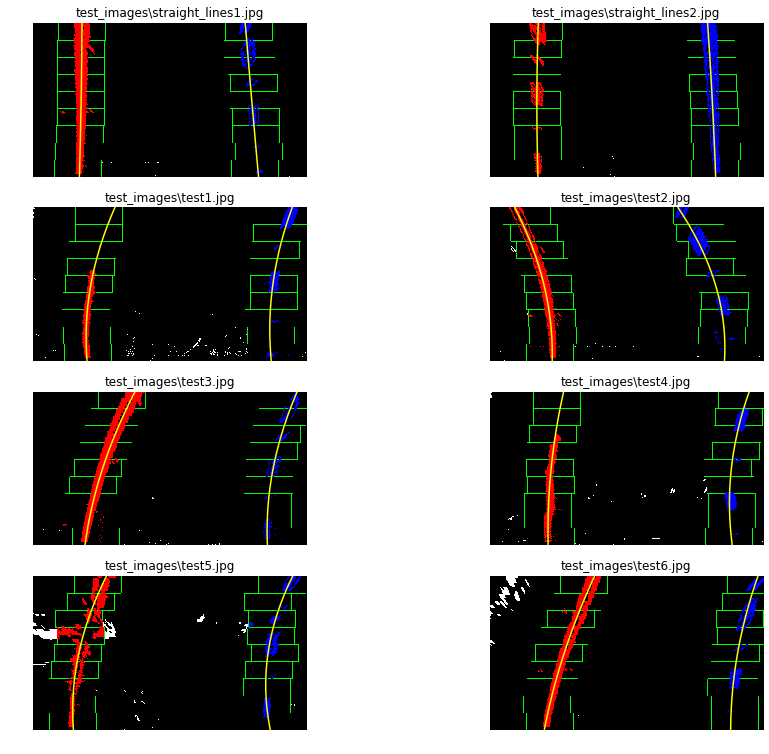 test_images\straight_lines1.jpg
test_images\straight_lines2.jpg
test_images\test1.jpg
test_images\test2.jpg
test_images\test3.jpg
test_images\test4.jpg
test_images\test5.jpg
test_images\test6.jpg